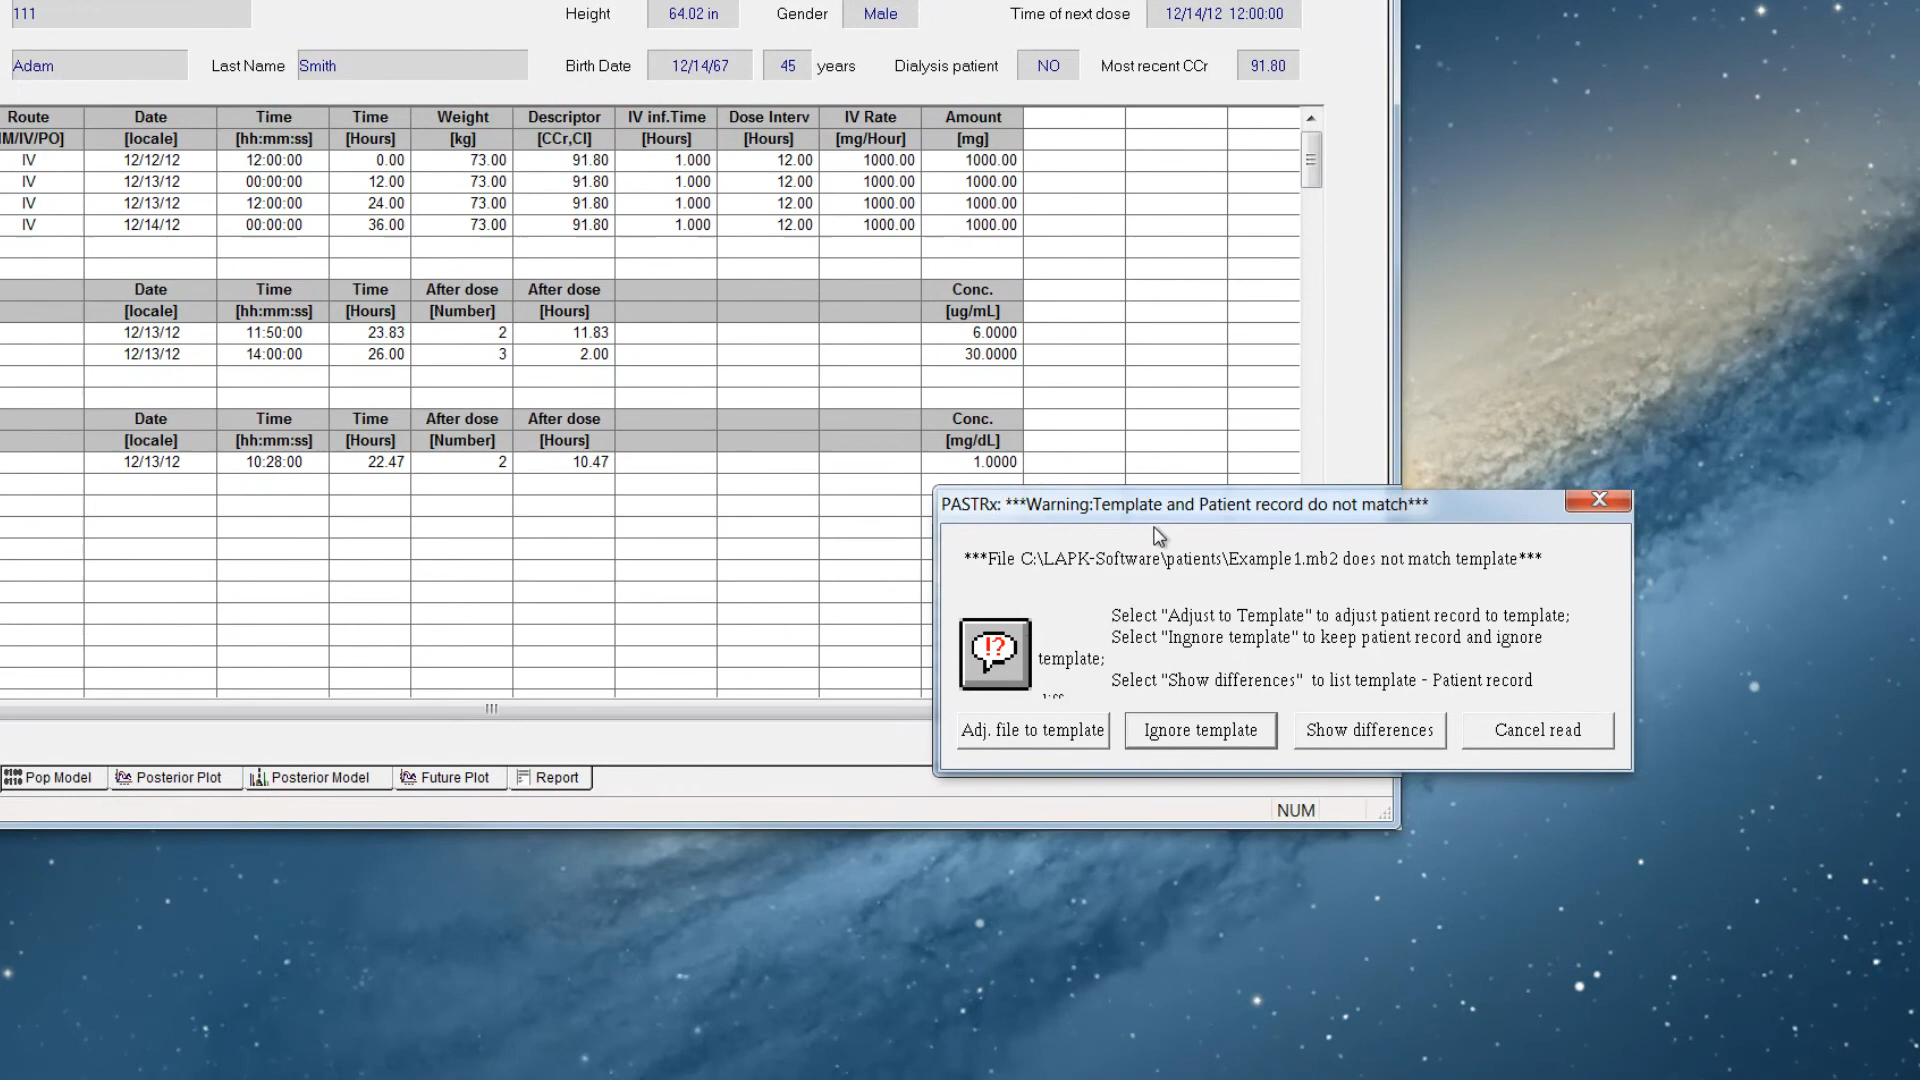 111 Height 64.02 in Gender Male Time of next dose 12/14/12 12:00:00
Adam Last Name Smith Birth Date 12/14/67 45 years Dialysis patient NO Most recent CCr 91.80
Route Date Time Time Weight Descriptor IV inf.Time Dose Interv IV Rate Amount
IM/IV/PO] [locale] [hh:mm:ss] [Hours] [kg] [CCr,CI] [Hours] [Hours] [mg/Hour] [mg]
IV 12/12/12 12:00:00 0.00 73.00 91.80 1.000 12.00 1000.00 1000.00
IV 12/13/12 00:00:00 12.00 73.00 91.80 1.000 12.00 1000.00 1000.00
IV 12/13/12 12:00:00 24.00 73.00 91.80 1.000 12.00 1000.00 1000.00
IV 12/14/12 00:00:00 36.00 73.00 91.80 1.000 12.00 1000.00 1000.00
Date Time Time After dose After dose Conc.
[locale] [hh:mm:ss] [Hours] [Number] [Hours] [ug/mL]
12/13/12 11:50:00 23.83 2 11.83 6.0000
12/13/12 14:00:00 26.00 3 2.00 30.0000
Date Time Time After dose After dose Conc.
[locale] [hh:mm:ss] [Hours] [Number] [Hours] [mg/dL]
12/13/12 10:28:00 22.47 2 10.47 1.0000
PASTRx: ***Warning:Template and Patient record do not match***
***File C:\LAPK-Software\patients\Example1.mb2 does not match template***
Select "Adjust to Template" to adjust patient record to template;
Select "Ingnore template" to keep patient record and ignore
template;
Select "Show differences" to list template - Patient record
Adj. file to template Ignore template Show differences Cancel read
Pop Model Posterior Plot Posterior Model Future Plot Report
NUM